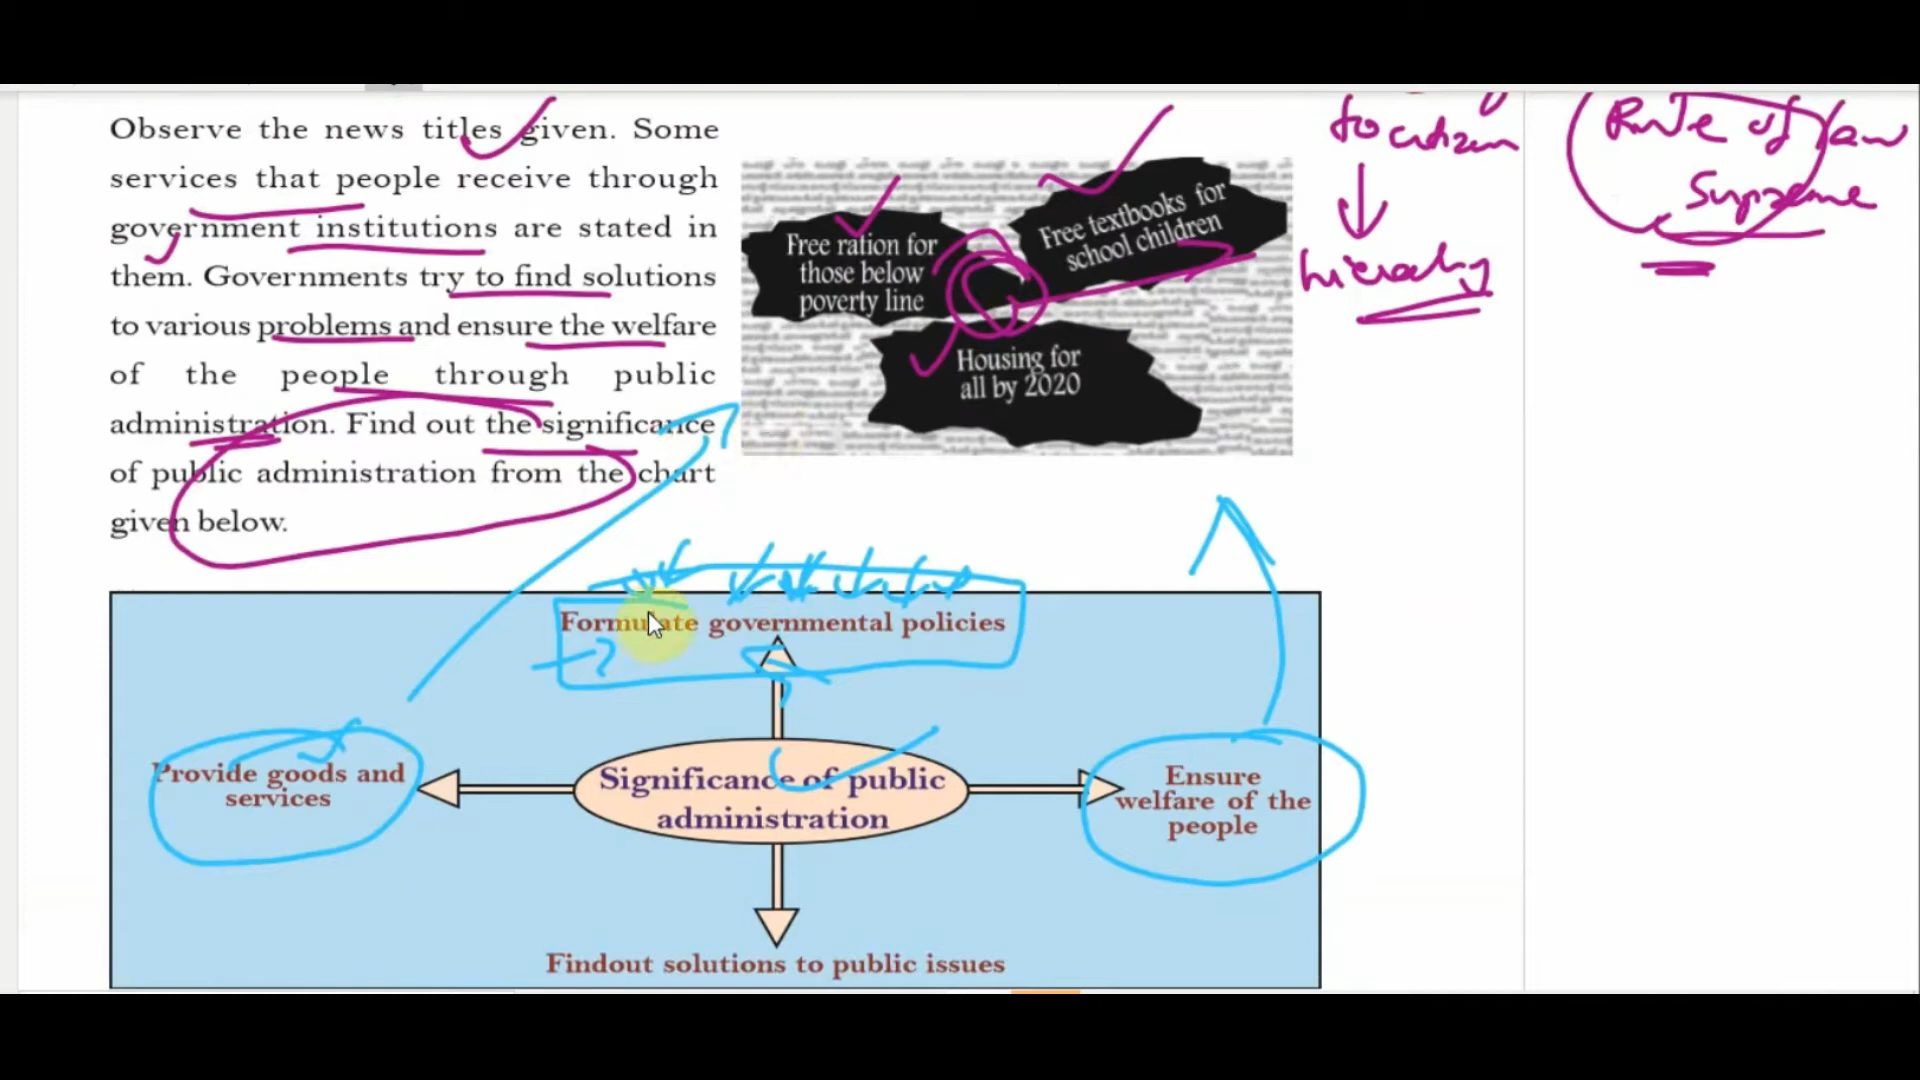 Observe the news titles given. Some
services that people receive through
government institutions are stated in
them. Governments try to find solutions
to various problems and ensure the welfare
of the people through public
administration. Find out the significance
of public administration from the chart
given below.
Free ration for
those below
poverty line
Free textbooks for
school children
Housing for
all by 2020
to citizen
hierachy
Rule of law
Supreme
Formulate governmental policies
Provide goods and
services
Significance of public
administration
Ensure
welfare of the
people
Findout solutions to public issues